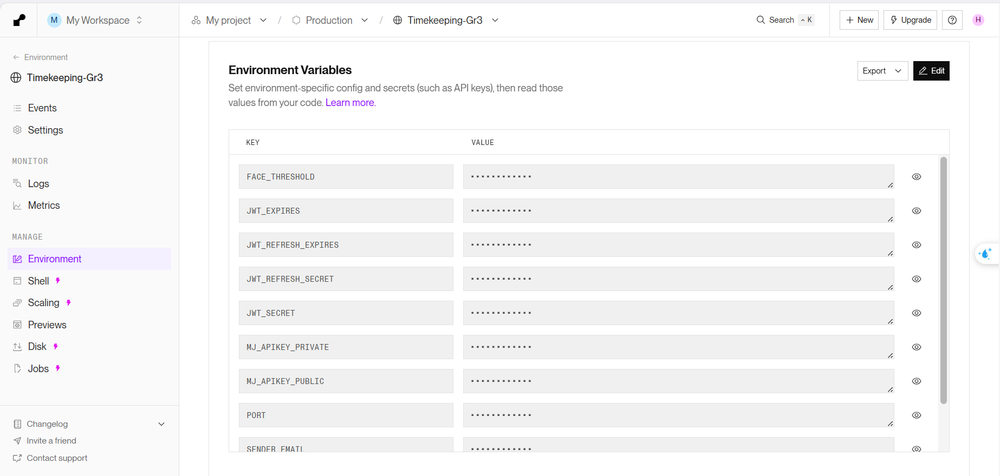 M My Workspace
My project / Production / Timekeeping-Gr3
Search ^ K
+ New
Upgrade
H
← Environment
Timekeeping-Gr3
Events
Settings
MONITOR
Logs
Metrics
MANAGE
Environment
Shell
Scaling
Previews
Disk
Jobs
Changelog
Invite a friend
Contact support
Environment Variables
Set environment-specific config and secrets (such as API keys), then read those
values from your code. Learn more.
Export
Edit
KEY VALUE
FACE_THRESHOLD
JWT_EXPIRES
JWT_REFRESH_EXPIRES
JWT_REFRESH_SECRET
JWT_SECRET
MJ_APIKEY_PRIVATE
MJ_APIKEY_PUBLIC
PORT
SENDER_EMAIL